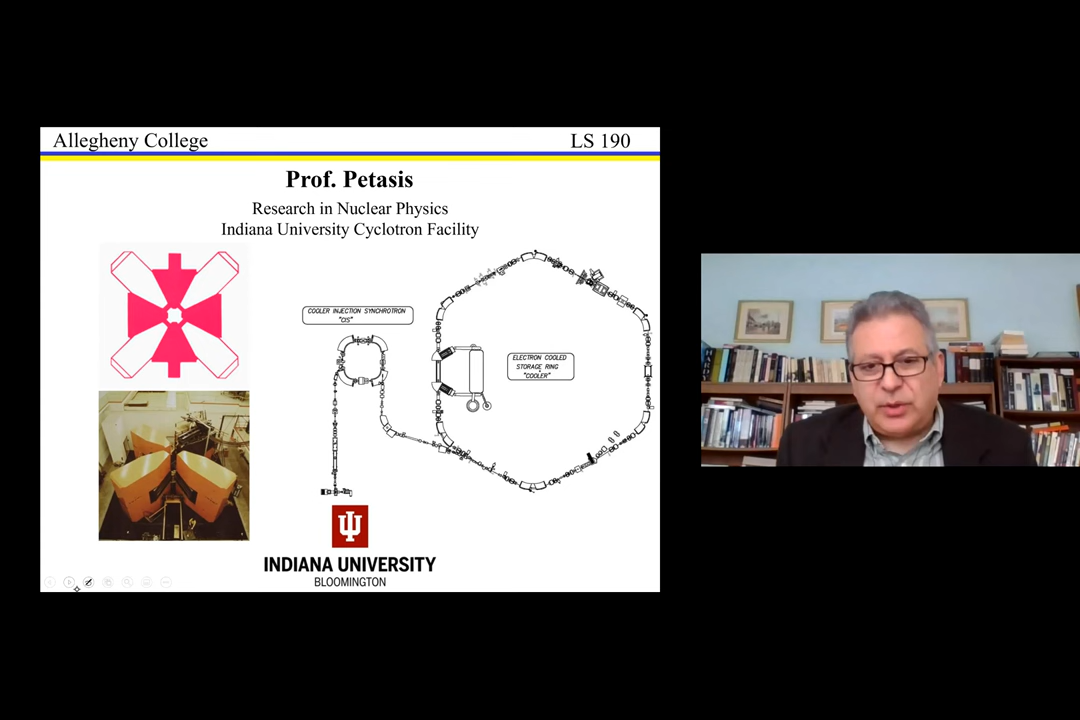 Allegheny College
LS 190
Prof. Petasis
Research in Nuclear Physics
Indiana University Cyclotron Facility
COOLER INJECTION SYNCHROTRON
"CIS"
ELECTRON COOLED
STORAGE RING
"COOLER"
INDIANA UNIVERSITY
BLOOMINGTON